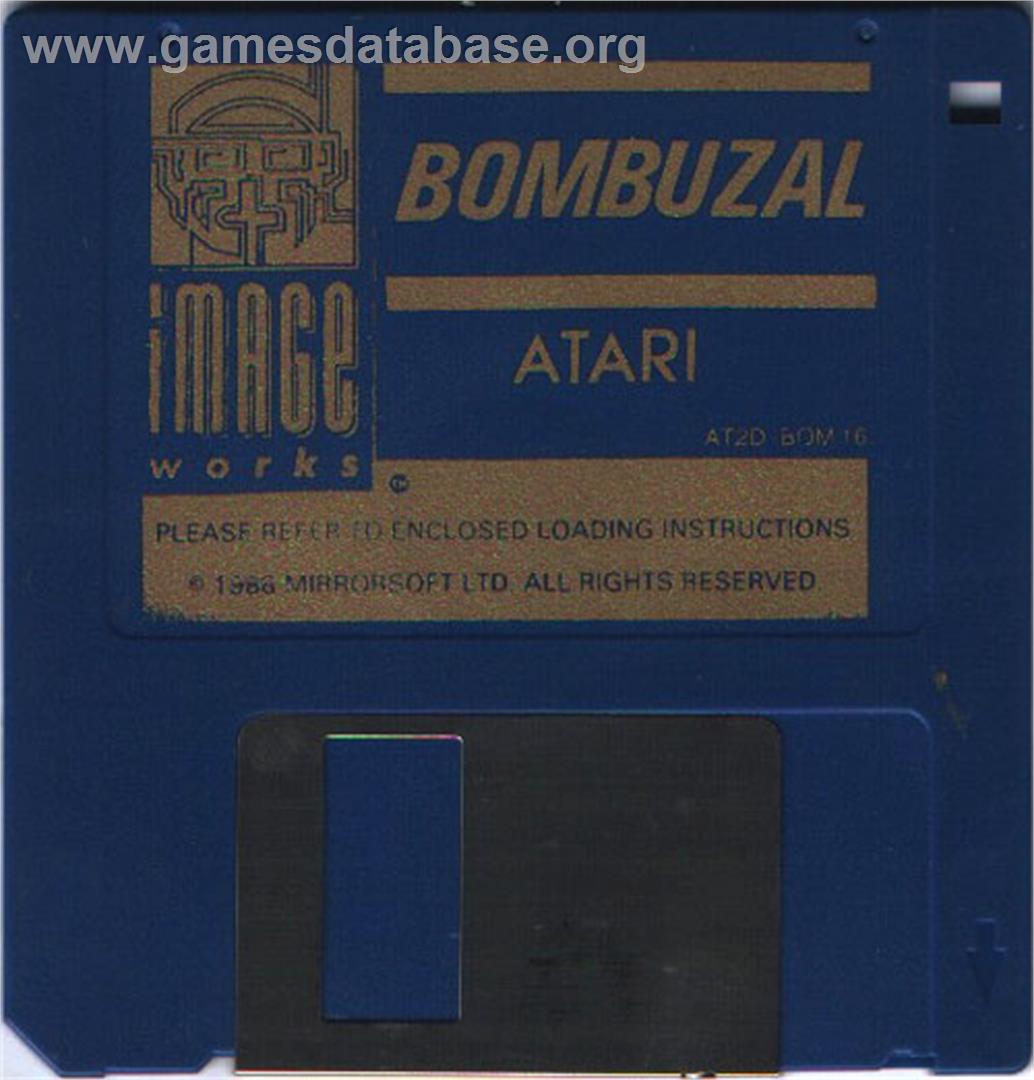 www.gamesdatabase.org
BOMBUZAL
iMAGE
works
ATARI
AT2D BOM 16
PLEASE REFER TO ENCLOSED LOADING INSTRUCTIONS
© 1988 MIRRORSOFT LTD. ALL RIGHTS RESERVED